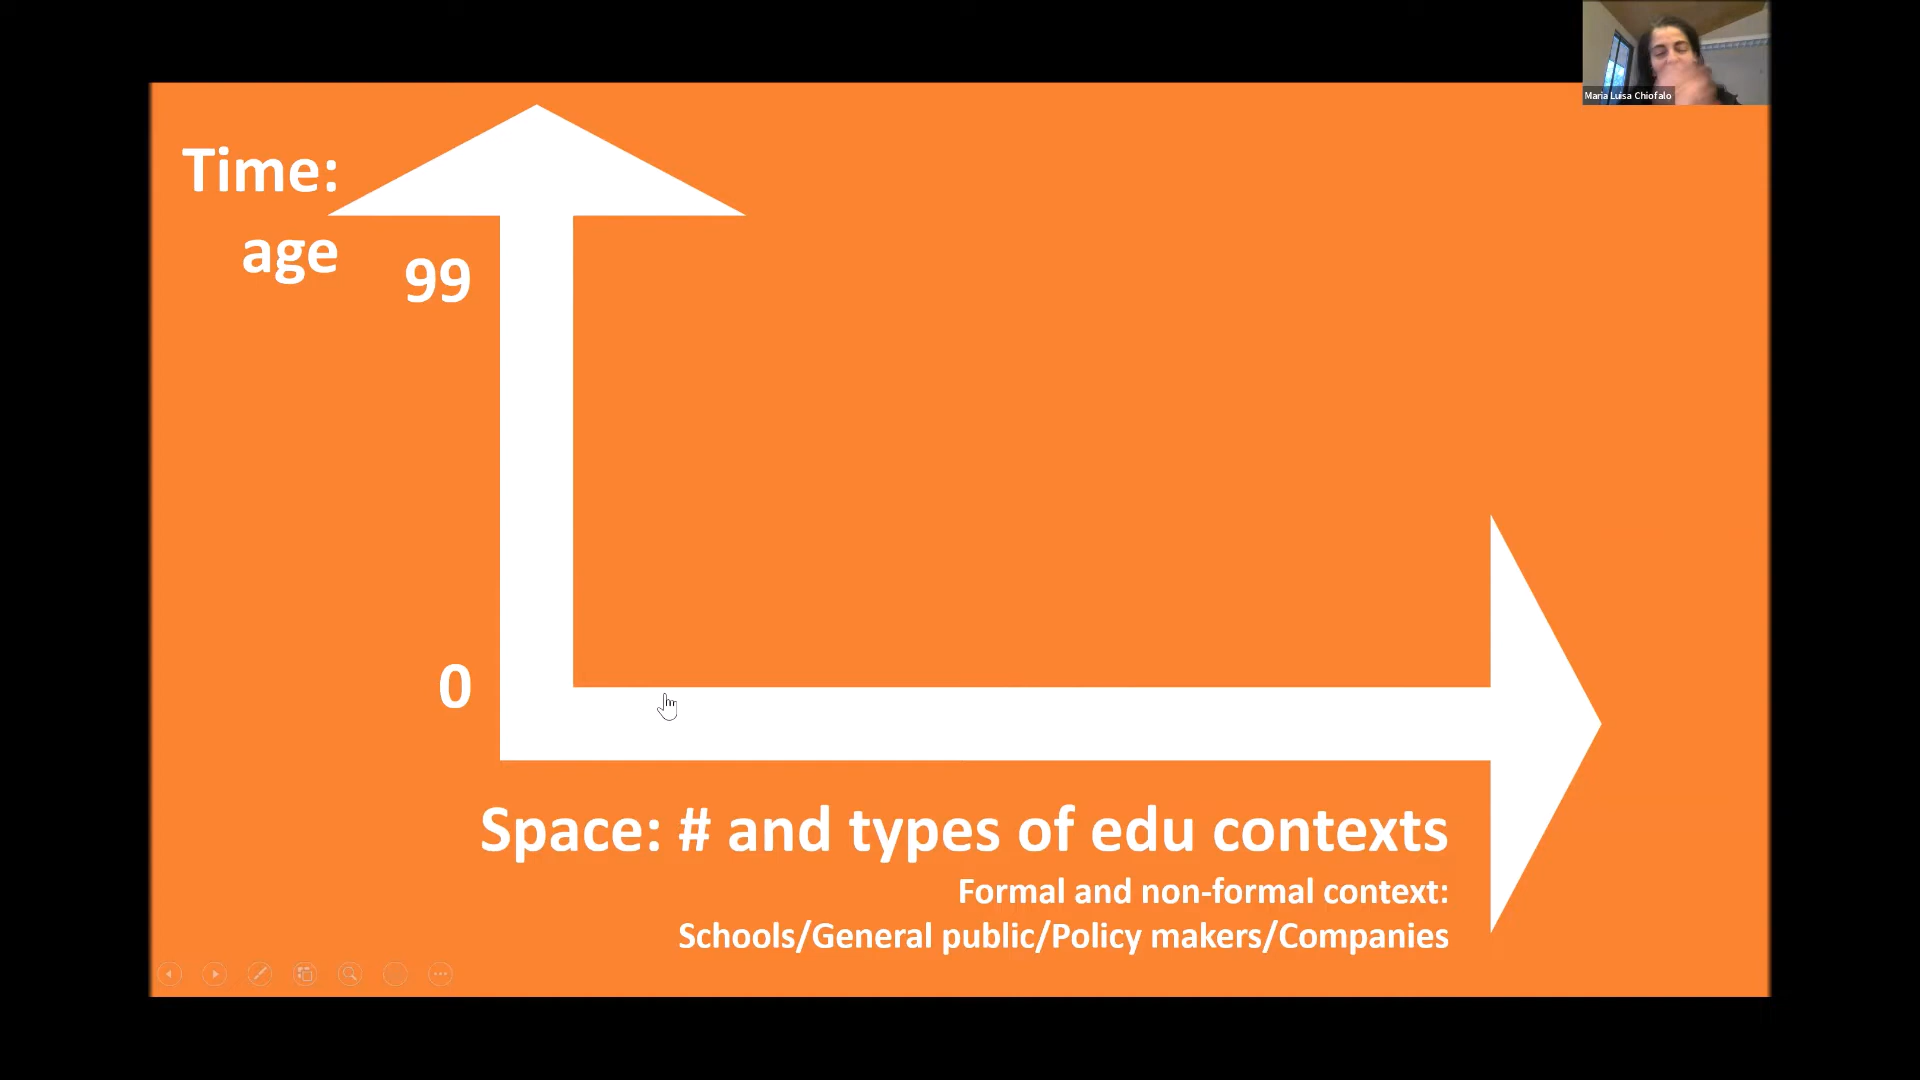 Maria Luisa Chiofalo
Time:
age
99
0
Space: # and types of edu contexts
Formal and non-formal context:
Schools/General public/Policy makers/Companies